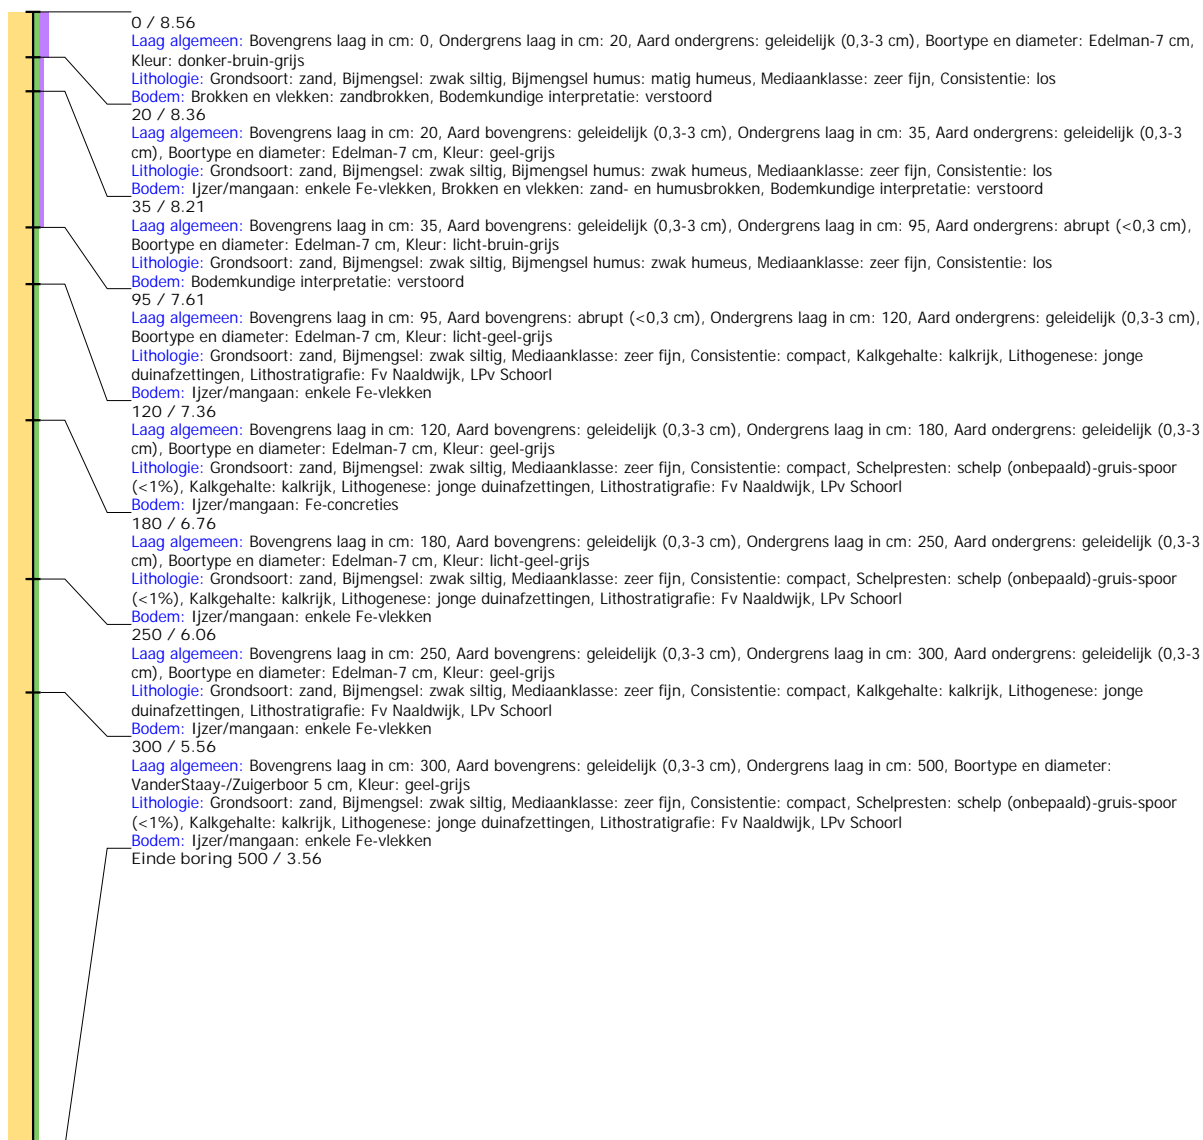 0 / 8.56
Laag algemeen: Bovengrens laag in cm: 0, Ondergrens laag in cm: 20, Aard ondergrens: geleidelijk (0,3-3 cm), Boortype en diameter: Edelman-7 cm,
Kleur: donker-bruin-grijs
Lithologie: Grondsoort: zand, Bijmengsel: zwak siltig, Bijmengsel humus: matig humeus, Mediaanklasse: zeer fijn, Consistentie: los
Bodem: Brokken en vlekken: zandbrokken, Bodemkundige interpretatie: verstoord
20 / 8.36
Laag algemeen: Bovengrens laag in cm: 20, Aard bovengrens: geleidelijk (0,3-3 cm), Ondergrens laag in cm: 35, Aard ondergrens: geleidelijk (0,3-3
cm), Boortype en diameter: Edelman-7 cm, Kleur: geel-grijs
Lithologie: Grondsoort: zand, Bijmengsel: zwak siltig, Bijmengsel humus: zwak humeus, Mediaanklasse: zeer fijn, Consistentie: los
Bodem: Ijzer/mangaan: enkele Fe-vlekken, Brokken en vlekken: zand- en humusbrokken, Bodemkundige interpretatie: verstoord
35 / 8.21
Laag algemeen: Bovengrens laag in cm: 35, Aard bovengrens: geleidelijk (0,3-3 cm), Ondergrens laag in cm: 95, Aard ondergrens: abrupt (<0,3 cm),
Boortype en diameter: Edelman-7 cm, Kleur: licht-bruin-grijs
Lithologie: Grondsoort: zand, Bijmengsel: zwak siltig, Bijmengsel humus: zwak humeus, Mediaanklasse: zeer fijn, Consistentie: los
Bodem: Bodemkundige interpretatie: verstoord
95 / 7.61
Laag algemeen: Bovengrens laag in cm: 95, Aard bovengrens: abrupt (<0,3 cm), Ondergrens laag in cm: 120, Aard ondergrens: geleidelijk (0,3-3 cm),
Boortype en diameter: Edelman-7 cm, Kleur: licht-geel-grijs
Lithologie: Grondsoort: zand, Bijmengsel: zwak siltig, Mediaanklasse: zeer fijn, Consistentie: compact, Kalkgehalte: kalkrijk, Lithogenese: jonge
duinafzettingen, Lithostratigrafie: Fv Naaldwijk, LPv Schoorl
Bodem: Ijzer/mangaan: enkele Fe-vlekken
120 / 7.36
Laag algemeen: Bovengrens laag in cm: 120, Aard bovengrens: geleidelijk (0,3-3 cm), Ondergrens laag in cm: 180, Aard ondergrens: geleidelijk (0,3-3
cm), Boortype en diameter: Edelman-7 cm, Kleur: geel-grijs
Lithologie: Grondsoort: zand, Bijmengsel: zwak siltig, Mediaanklasse: zeer fijn, Consistentie: compact, Schelpresten: schelp (onbepaald)-gruis-spoor
(<1%), Kalkgehalte: kalkrijk, Lithogenese: jonge duinafzettingen, Lithostratigrafie: Fv Naaldwijk, LPv Schoorl
Bodem: Ijzer/mangaan: Fe-concreties
180 / 6.76
Laag algemeen: Bovengrens laag in cm: 180, Aard bovengrens: geleidelijk (0,3-3 cm), Ondergrens laag in cm: 250, Aard ondergrens: geleidelijk (0,3-3
cm), Boortype en diameter: Edelman-7 cm, Kleur: licht-geel-grijs
Lithologie: Grondsoort: zand, Bijmengsel: zwak siltig, Mediaanklasse: zeer fijn, Consistentie: compact, Schelpresten: schelp (onbepaald)-gruis-spoor
(<1%), Kalkgehalte: kalkrijk, Lithogenese: jonge duinafzettingen, Lithostratigrafie: Fv Naaldwijk, LPv Schoorl
Bodem: Ijzer/mangaan: enkele Fe-vlekken
250 / 6.06
Laag algemeen: Bovengrens laag in cm: 250, Aard bovengrens: geleidelijk (0,3-3 cm), Ondergrens laag in cm: 300, Aard ondergrens: geleidelijk (0,3-3
cm), Boortype en diameter: Edelman-7 cm, Kleur: geel-grijs
Lithologie: Grondsoort: zand, Bijmengsel: zwak siltig, Mediaanklasse: zeer fijn, Consistentie: compact, Kalkgehalte: kalkrijk, Lithogenese: jonge
duinafzettingen, Lithostratigrafie: Fv Naaldwijk, LPv Schoorl
Bodem: Ijzer/mangaan: enkele Fe-vlekken
300 / 5.56
Laag algemeen: Bovengrens laag in cm: 300, Aard bovengrens: geleidelijk (0,3-3 cm), Ondergrens laag in cm: 500, Boortype en diameter:
VanderStaay-/Zuigerboor 5 cm, Kleur: geel-grijs
Lithologie: Grondsoort: zand, Bijmengsel: zwak siltig, Mediaanklasse: zeer fijn, Consistentie: compact, Schelpresten: schelp (onbepaald)-gruis-spoor
(<1%), Kalkgehalte: kalkrijk, Lithogenese: jonge duinafzettingen, Lithostratigrafie: Fv Naaldwijk, LPv Schoorl
Bodem: Ijzer/mangaan: enkele Fe-vlekken
Einde boring 500 / 3.56